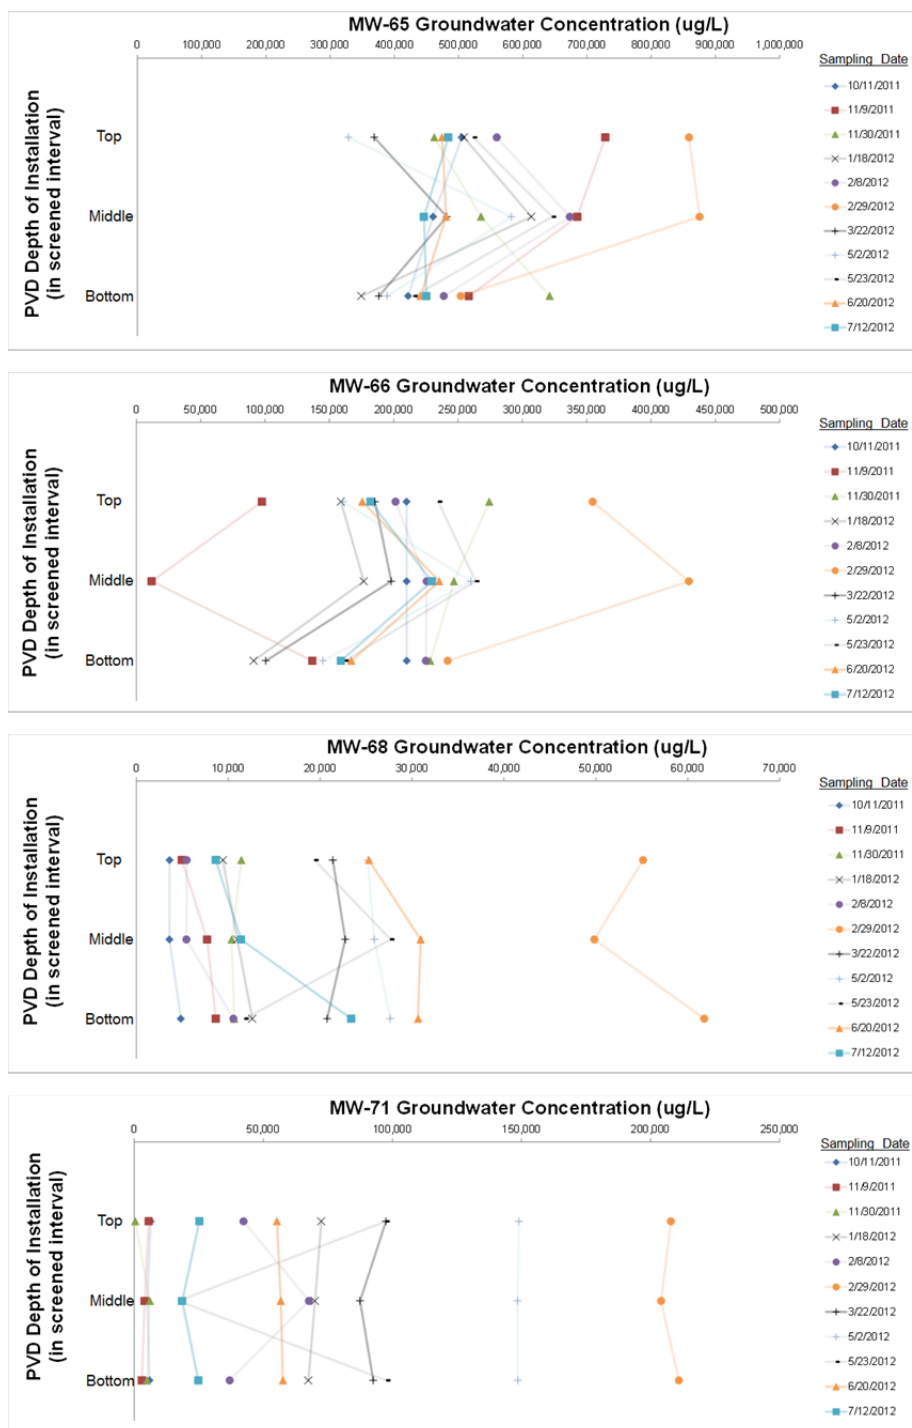 MW-65 Groundwater Concentration (ug/L)
0 100,000 200,000 300,000 400,000 500,000 600,000 700,000 800,000 900,000 1,000,000
PVD Depth of Installation
(in screened interval)
Top
Middle
Bottom
Sampling Date
10/11/2011
11/9/2011
11/30/2011
1/18/2012
2/8/2012
2/29/2012
3/22/2012
5/2/2012
5/23/2012
6/20/2012
7/12/2012
MW-66 Groundwater Concentration (ug/L)
0 50,000 100,000 150,000 200,000 250,000 300,000 350,000 400,000 450,000 500,000
PVD Depth of Installation
(in screened interval)
Top
Middle
Bottom
Sampling Date
10/11/2011
11/9/2011
11/30/2011
1/18/2012
2/8/2012
2/29/2012
3/22/2012
5/2/2012
5/23/2012
6/20/2012
7/12/2012
MW-68 Groundwater Concentration (ug/L)
0 10,000 20,000 30,000 40,000 50,000 60,000 70,000
PVD Depth of Installation
(in screened interval)
Top
Middle
Bottom
Sampling Date
10/11/2011
11/9/2011
11/30/2011
1/18/2012
2/8/2012
2/29/2012
3/22/2012
5/2/2012
5/23/2012
6/20/2012
7/12/2012
MW-71 Groundwater Concentration (ug/L)
0 50,000 100,000 150,000 200,000 250,000
PVD Depth of Installation
(in screened interval)
Top
Middle
Bottom
Sampling Date
10/11/2011
11/9/2011
11/30/2011
1/18/2012
2/8/2012
2/29/2012
3/22/2012
5/2/2012
5/23/2012
6/20/2012
7/12/2012